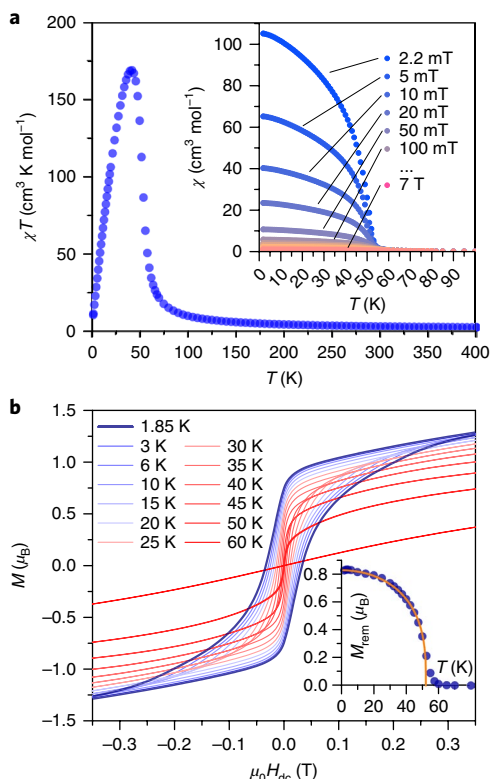 a
200
150
100
50
0
χT (cm³ K mol⁻¹)
0 50 100 150 200 250 300 350 400
T (K)
100
80
60
40
20
0
χ (cm³ mol⁻¹)
0 10 20 30 40 50 60 70 80 90
T (K)
2.2 mT
5 mT
10 mT
20 mT
50 mT
100 mT
...
7 T
b
1.5
1.0
0.5
0.0
−0.5
−1.0
−1.5
M (μB)
1.85 K
3 K
6 K
10 K
15 K
20 K
25 K
30 K
35 K
40 K
45 K
50 K
60 K
−0.3 −0.2 −0.1 0.0 0.1 0.2 0.3
μ₀Hdc (T)
0.8
0.6
0.4
0.2
0.0
Mrem (μB)
T (K)
0 20 40 60